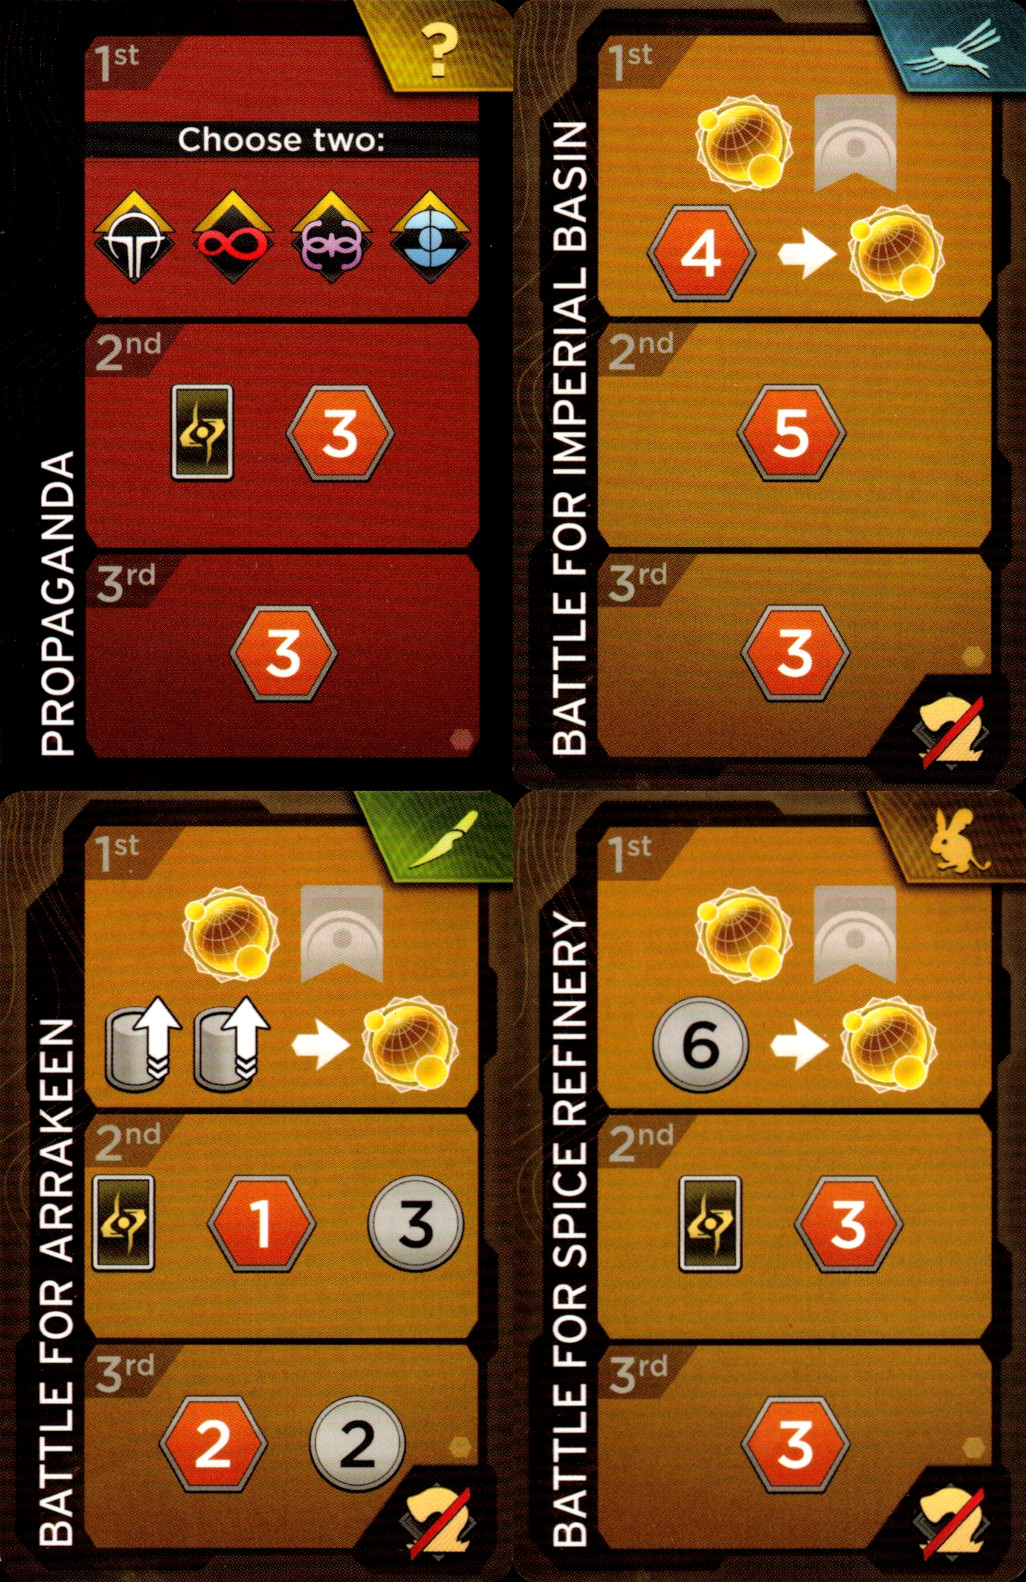 PROPAGANDA
1st
?
Choose two:
2nd
3
3rd
3
BATTLE FOR IMPERIAL BASIN
1st
4
2nd
5
3rd
3
BATTLE FOR ARRAKEEN
1st
2nd
1
3
3rd
2
2
BATTLE FOR SPICE REFINERY
1st
6
2nd
3
3rd
3